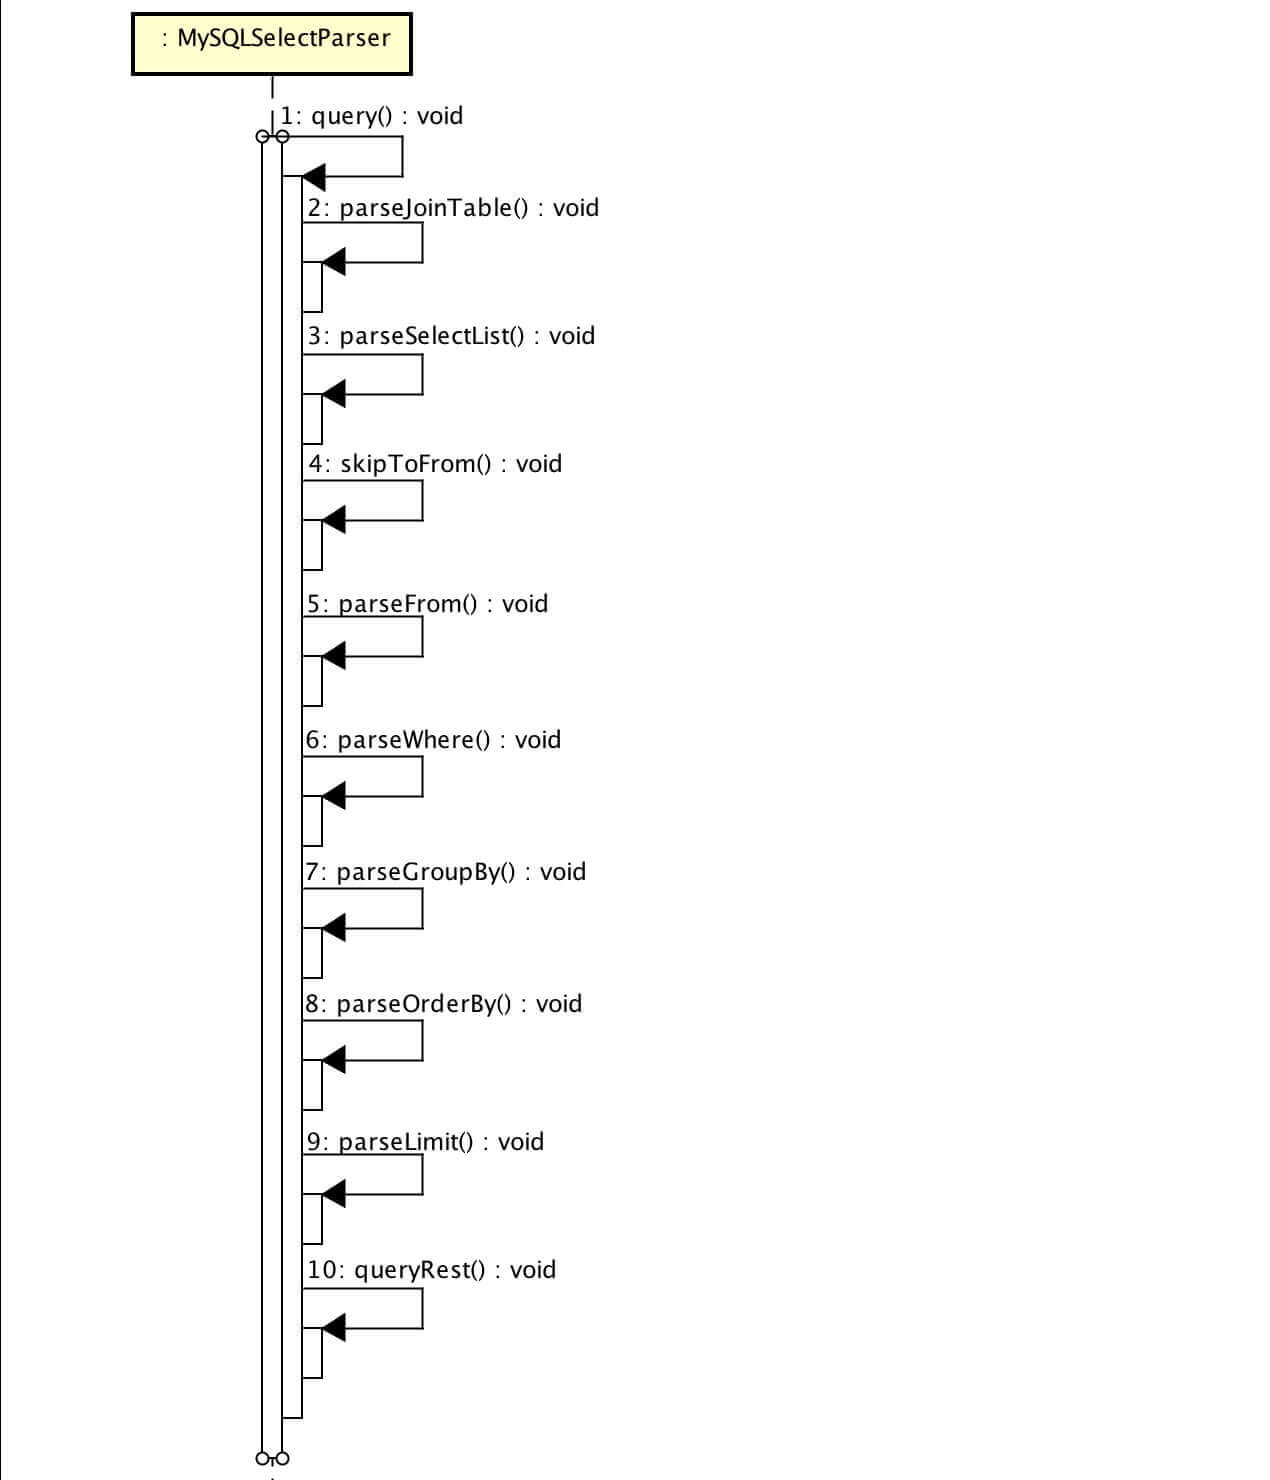 : MySQLSelectParser
1: query() : void
2: parseJoinTable() : void
3: parseSelectList() : void
4: skipToFrom() : void
5: parseFrom() : void
6: parseWhere() : void
7: parseGroupBy() : void
8: parseOrderBy() : void
9: parseLimit() : void
10: queryRest() : void